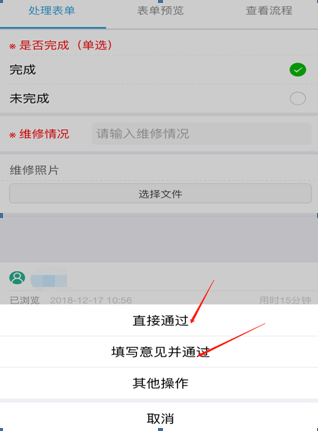 处理表单 表单预览 查看流程
※ 是否完成（单选）
完成
未完成
※ 维修情况 请输入维修情况
维修照片
选择文件
已浏览 2018-12-17 10:56 用时15分钟
直接通过
填写意见并通过
其他操作
取消